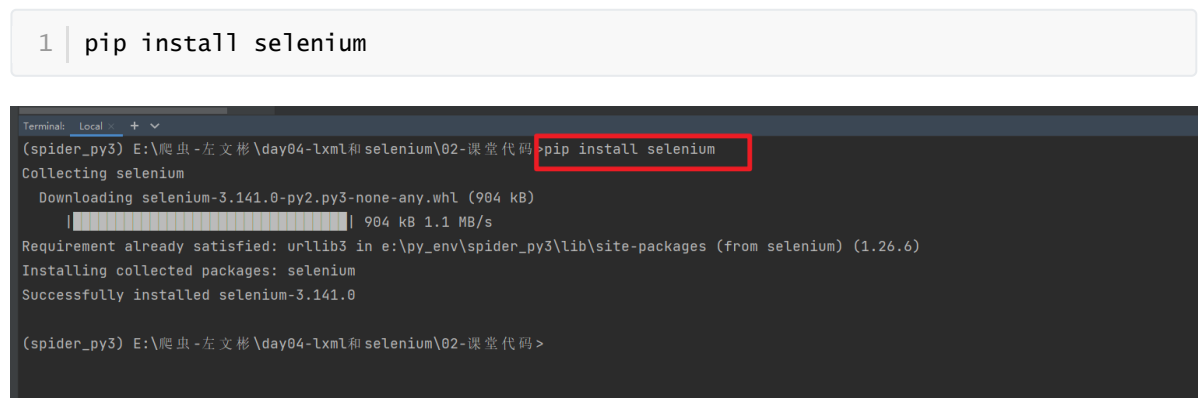 1 pip install selenium
Terminal: Local × +
(spider_py3) E:\爬虫-左文彬\day04-lxml和selenium\02-课堂代码>pip install selenium
Collecting selenium
Downloading selenium-3.141.0-py2.py3-none-any.whl (904 kB)
| | 904 kB 1.1 MB/s
Requirement already satisfied: urllib3 in e:\py_env\spider_py3\lib\site-packages (from selenium) (1.26.6)
Installing collected packages: selenium
Successfully installed selenium-3.141.0
(spider_py3) E:\爬虫-左文彬\day04-lxml和selenium\02-课堂代码>